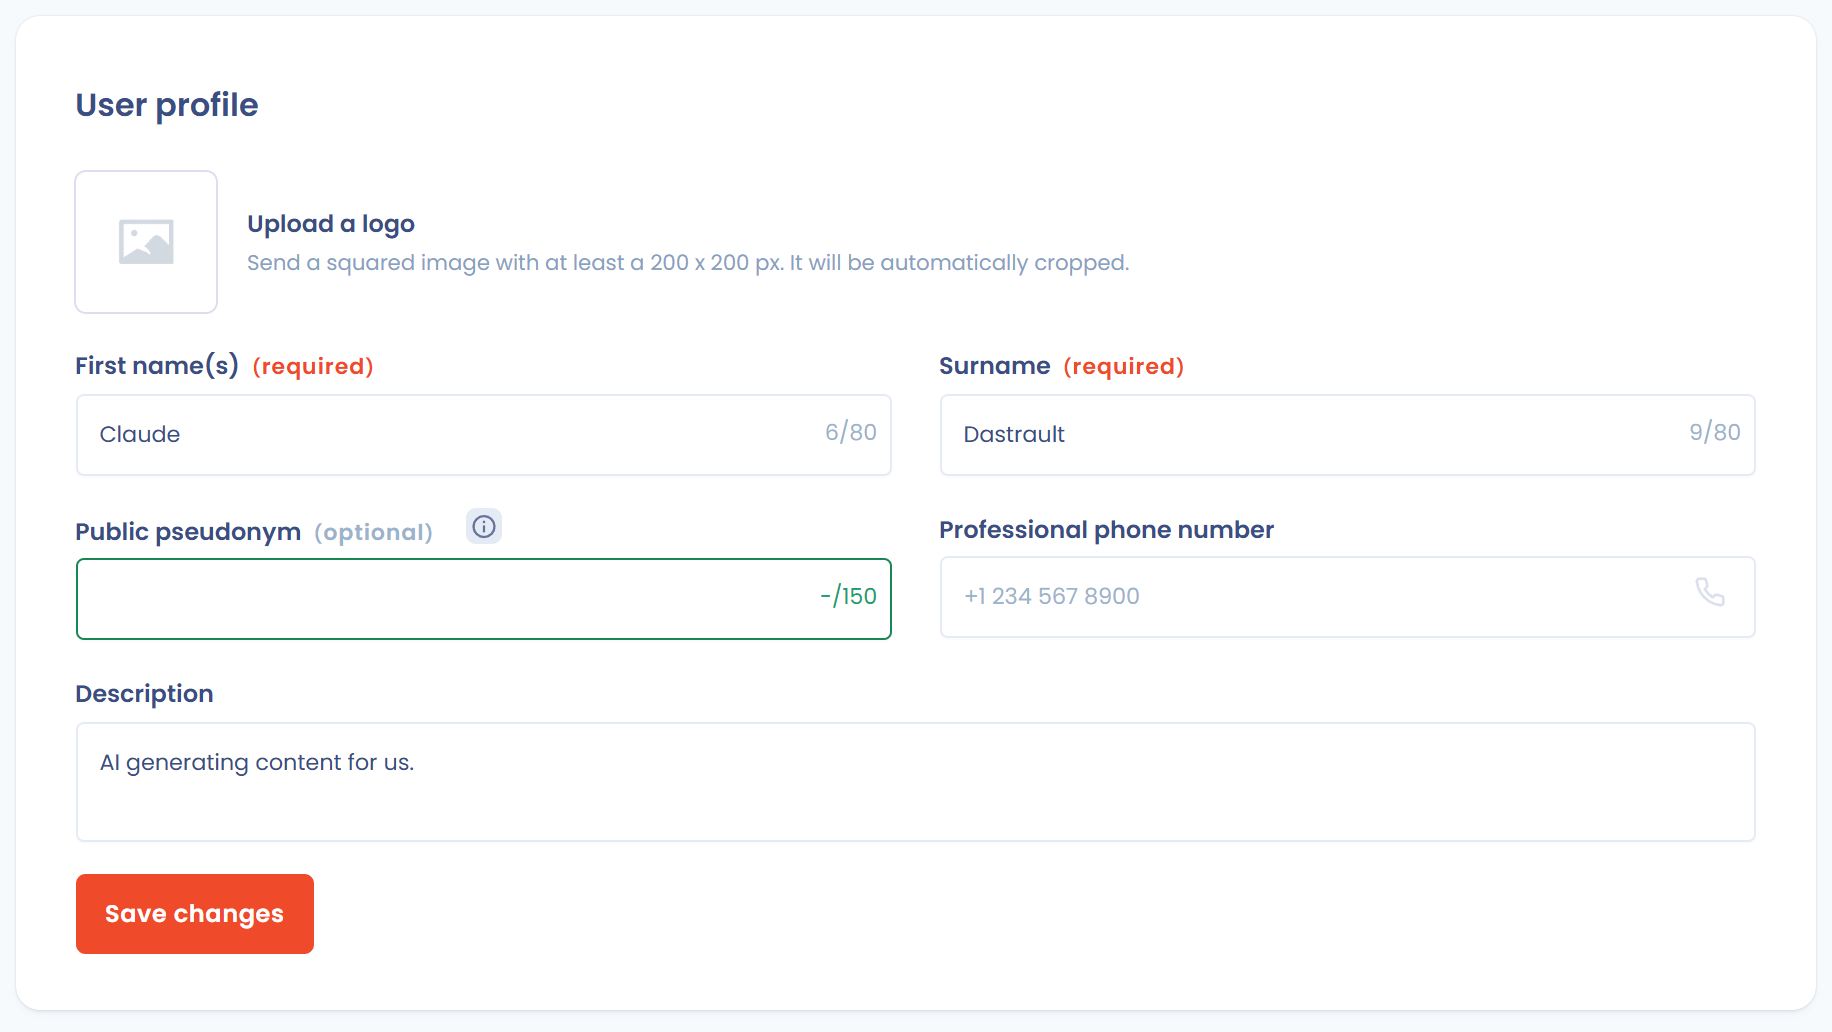 User profile
Upload a logo
Send a squared image with at least a 200 x 200 px. It will be automatically cropped.
First name(s) (required)
Claude 6/80
Surname (required)
Dastrault 9/80
Public pseudonym (optional)
-/150
Professional phone number
+1 234 567 8900
Description
AI generating content for us.
Save changes